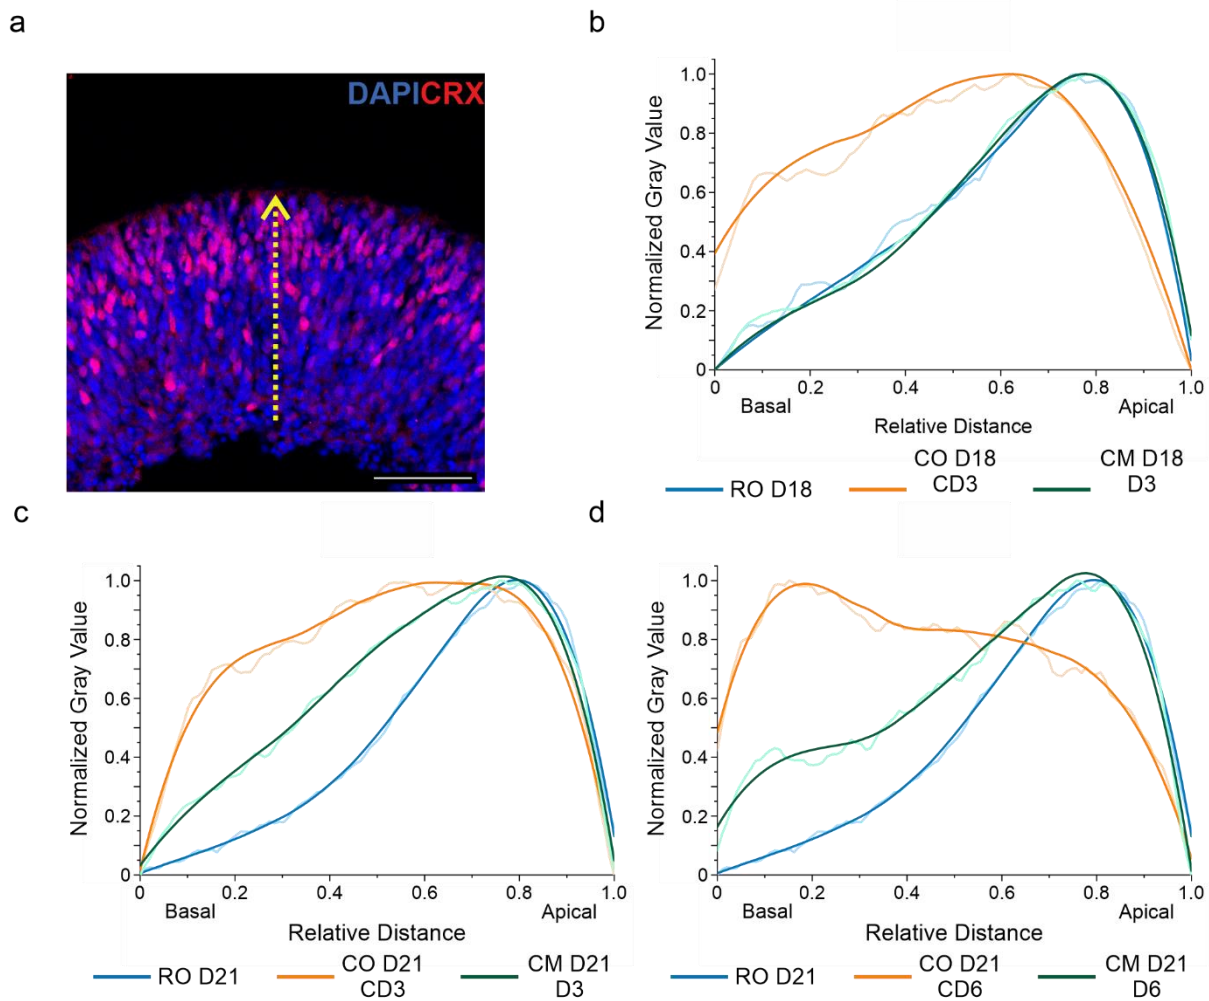 a
DAPICRX
b
Normalized Gray Value
1.0
0.8
0.6
0.4
0.2
0
0 0.2 0.4 0.6 0.8 1.0
Basal Apical
Relative Distance
RO D18 CO D18 CM D18
CD3 D3
c
Normalized Gray Value
1.0
0.8
0.6
0.4
0.2
0
0 0.2 0.4 0.6 0.8 1.0
Basal Apical
Relative Distance
RO D21 CO D21 CM D21
CD3 D3
d
Normalized Gray Value
1.0
0.8
0.6
0.4
0.2
0
0 0.2 0.4 0.6 0.8 1.0
Basal Apical
Relative Distance
RO D21 CO D21 CM D21
CD6 D6